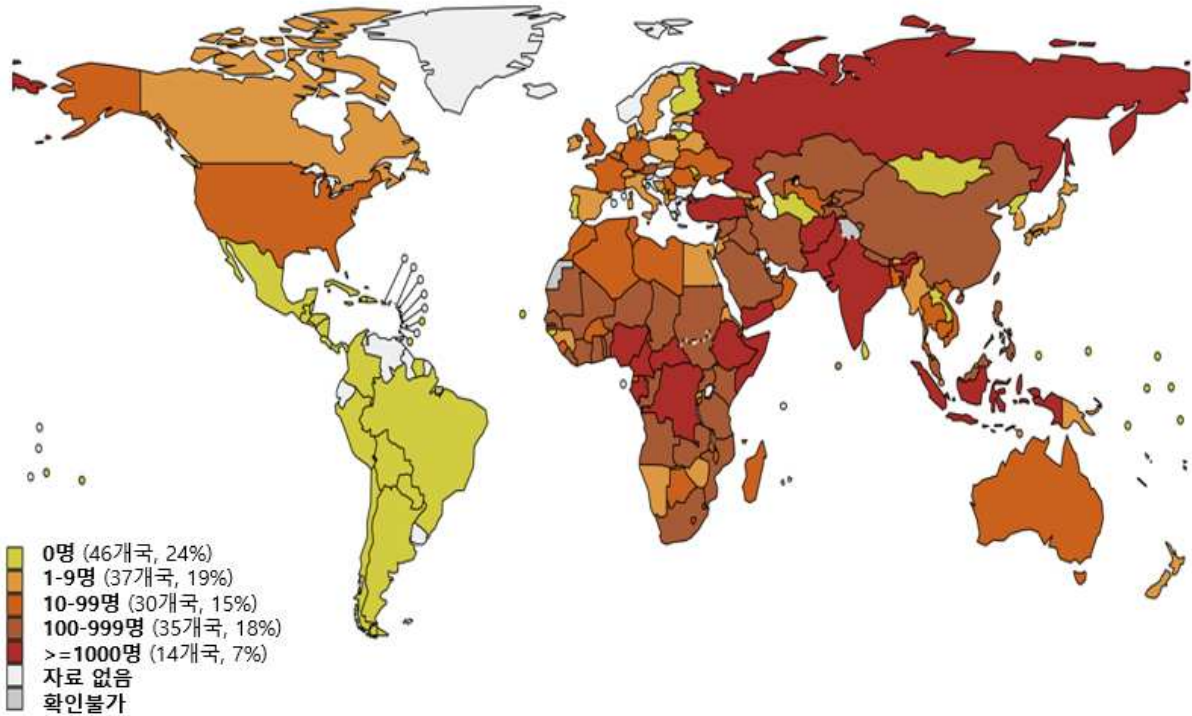 0명 (46개국, 24%)
1-9명 (37개국, 19%)
10-99명 (30개국, 15%)
100-999명 (35개국, 18%)
>=1000명 (14개국, 7%)
자료 없음
확인불가